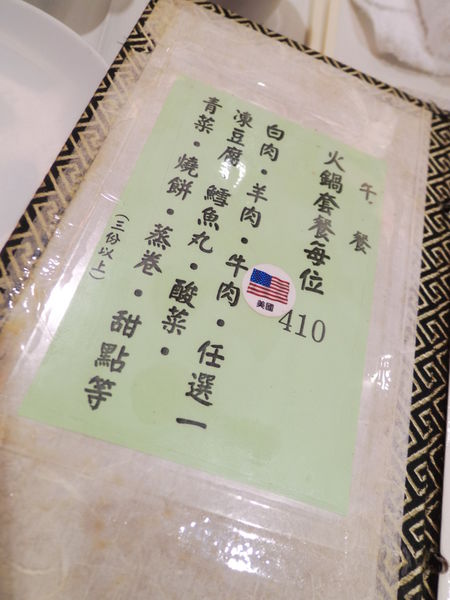 午餐
火鍋套餐每位 410
白肉·羊肉·牛肉·任選一
美國
凍豆腐 鱈魚丸·酸菜·
青菜·燒餅·蒸卷·甜點等
(三份以上)